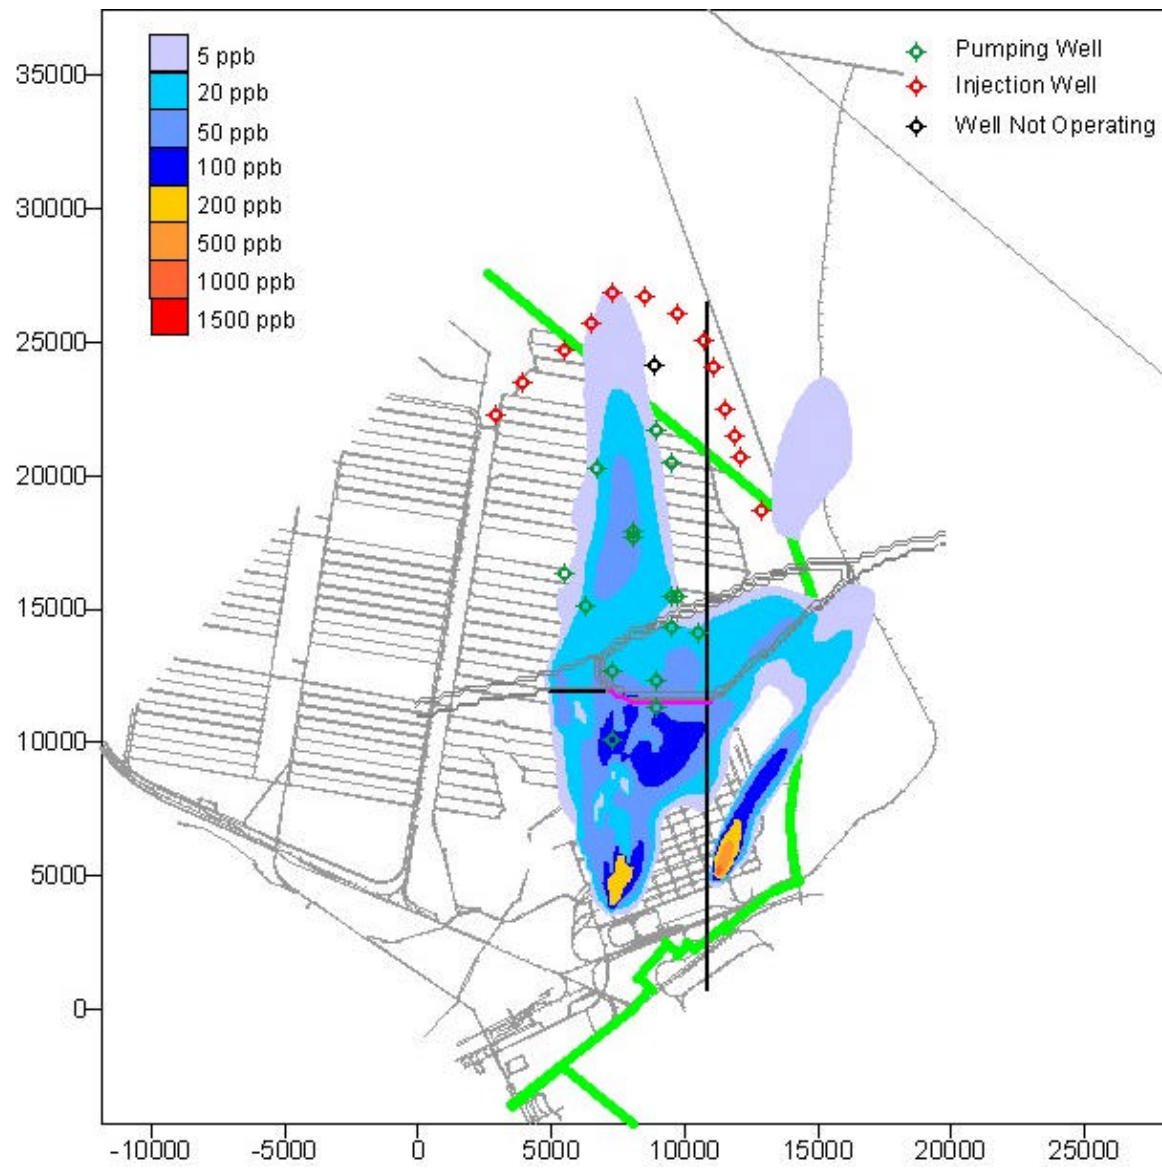 5 ppb
20 ppb
50 ppb
100 ppb
200 ppb
500 ppb
1000 ppb
1500 ppb
Pumping Well
Injection Well
Well Not Operating
35000
30000
25000
20000
15000
10000
5000
0
-10000 -5000 0 5000 10000 15000 20000 25000